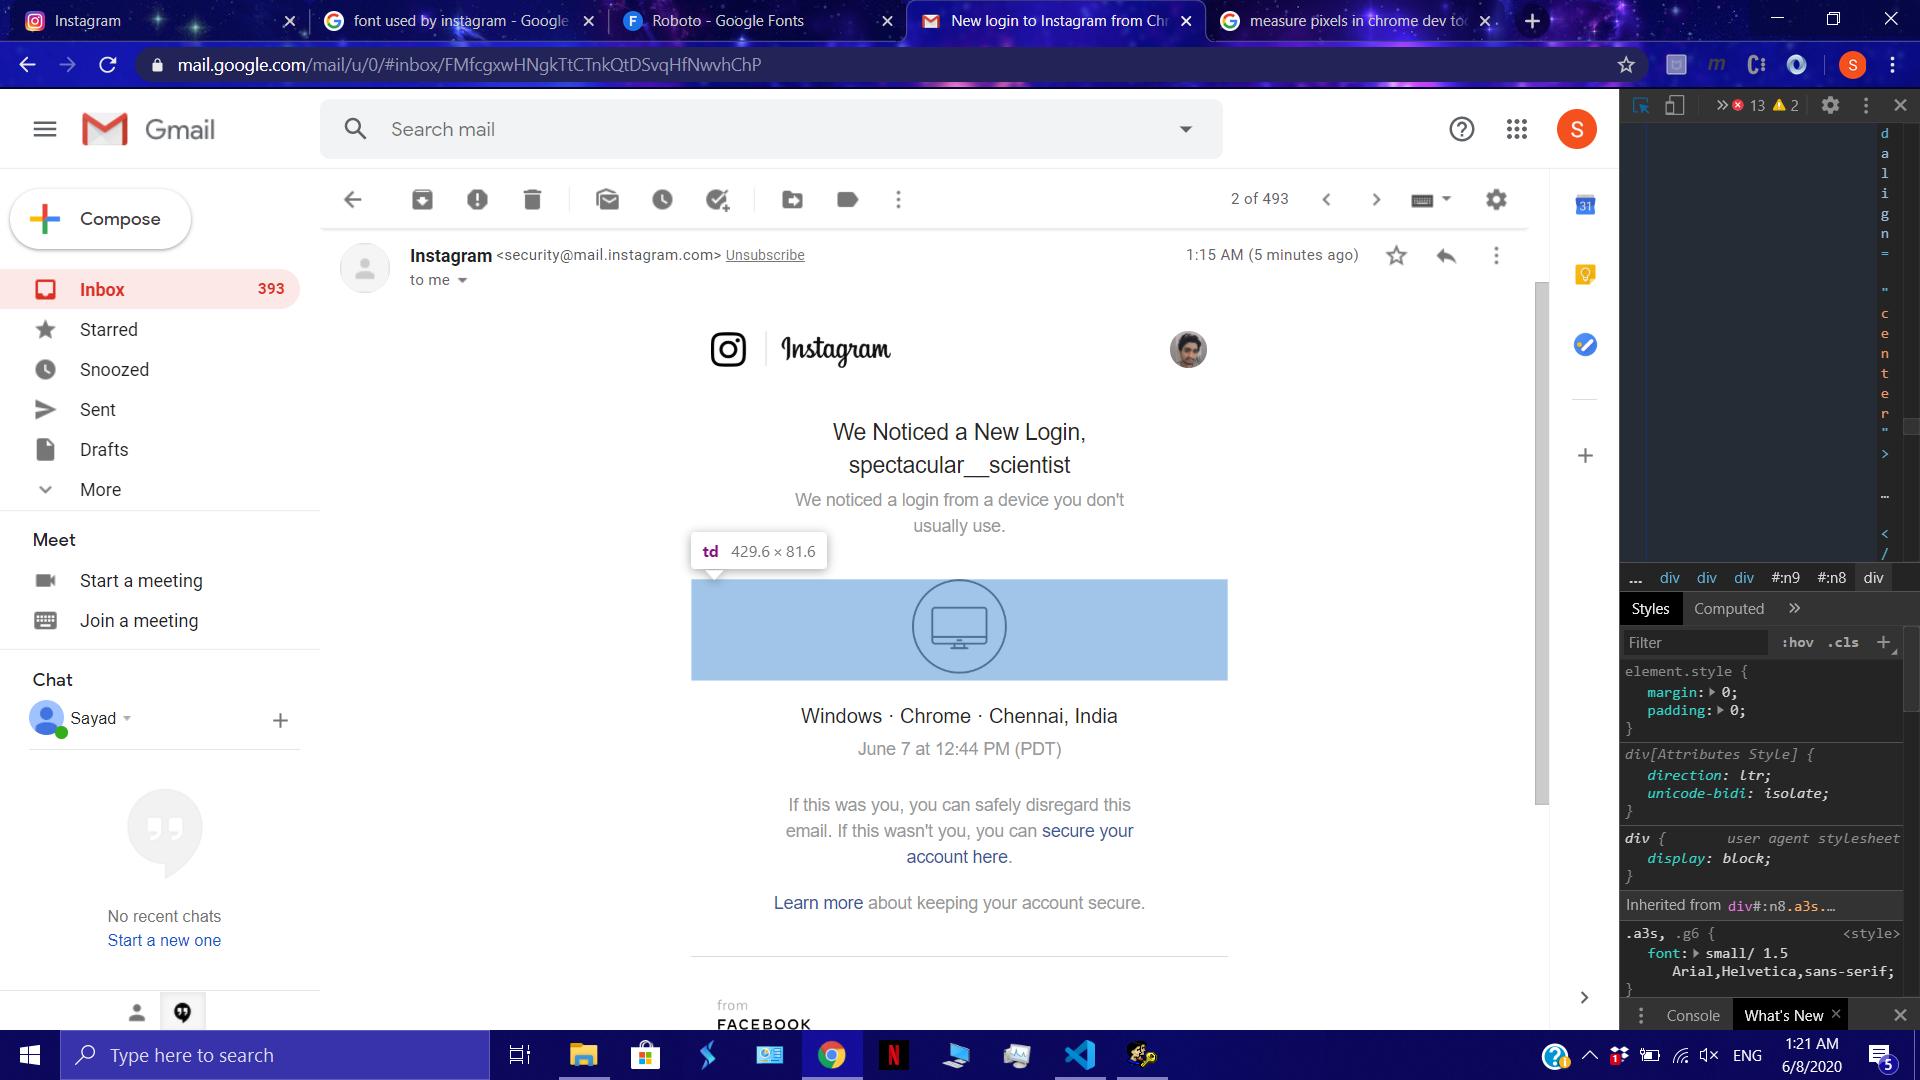 Instagram
font used by instagram - Google
Roboto - Google Fonts
New login to Instagram from Chr
measure pixels in chrome dev too
mail.google.com/mail/u/0/#inbox/FMfcgxwHNgkTtCTnkQtDSvqHfNwvhChP
S
Gmail
Search mail
S
13
2
Compose
2 of 493
31
Inbox
393
Starred
Snoozed
Sent
Drafts
More
Meet
Start a meeting
Join a meeting
Chat
Sayad
No recent chats
Start a new one
Instagram <security@mail.instagram.com> Unsubscribe
1:15 AM (5 minutes ago)
to me
Instagram
We Noticed a New Login,
spectacular__scientist
We noticed a login from a device you don't
usually use.
td 429.6 × 81.6
Windows · Chrome · Chennai, India
June 7 at 12:44 PM (PDT)
If this was you, you can safely disregard this
email. If this wasn't you, you can secure your
account here.
Learn more about keeping your account secure.
from
FACEBOOK
d
a
l
i
g
n
=
"
c
e
n
t
e
r
"
>
…
<
/
... div div div #:n9 #:n8 div
Styles Computed
Filter :hov .cls
element.style {
margin: 0;
padding: 0;
}
div[Attributes Style] {
direction: ltr;
unicode-bidi: isolate;
}
div { user agent stylesheet
display: block;
}
Inherited from div#:n8.a3s.…
.a3s, .g6 { <style>
font: small/ 1.5
Arial,Helvetica,sans-serif;
}
Console What's New
Type here to search
N
1
ENG
1:21 AM
6/8/2020
5